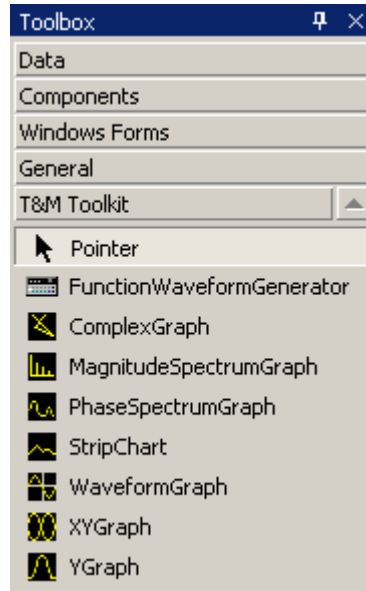 Toolbox
Data
Components
Windows Forms
General
T&M Toolkit
Pointer
FunctionWaveformGenerator
ComplexGraph
MagnitudeSpectrumGraph
PhaseSpectrumGraph
StripChart
WaveformGraph
XYGraph
YGraph